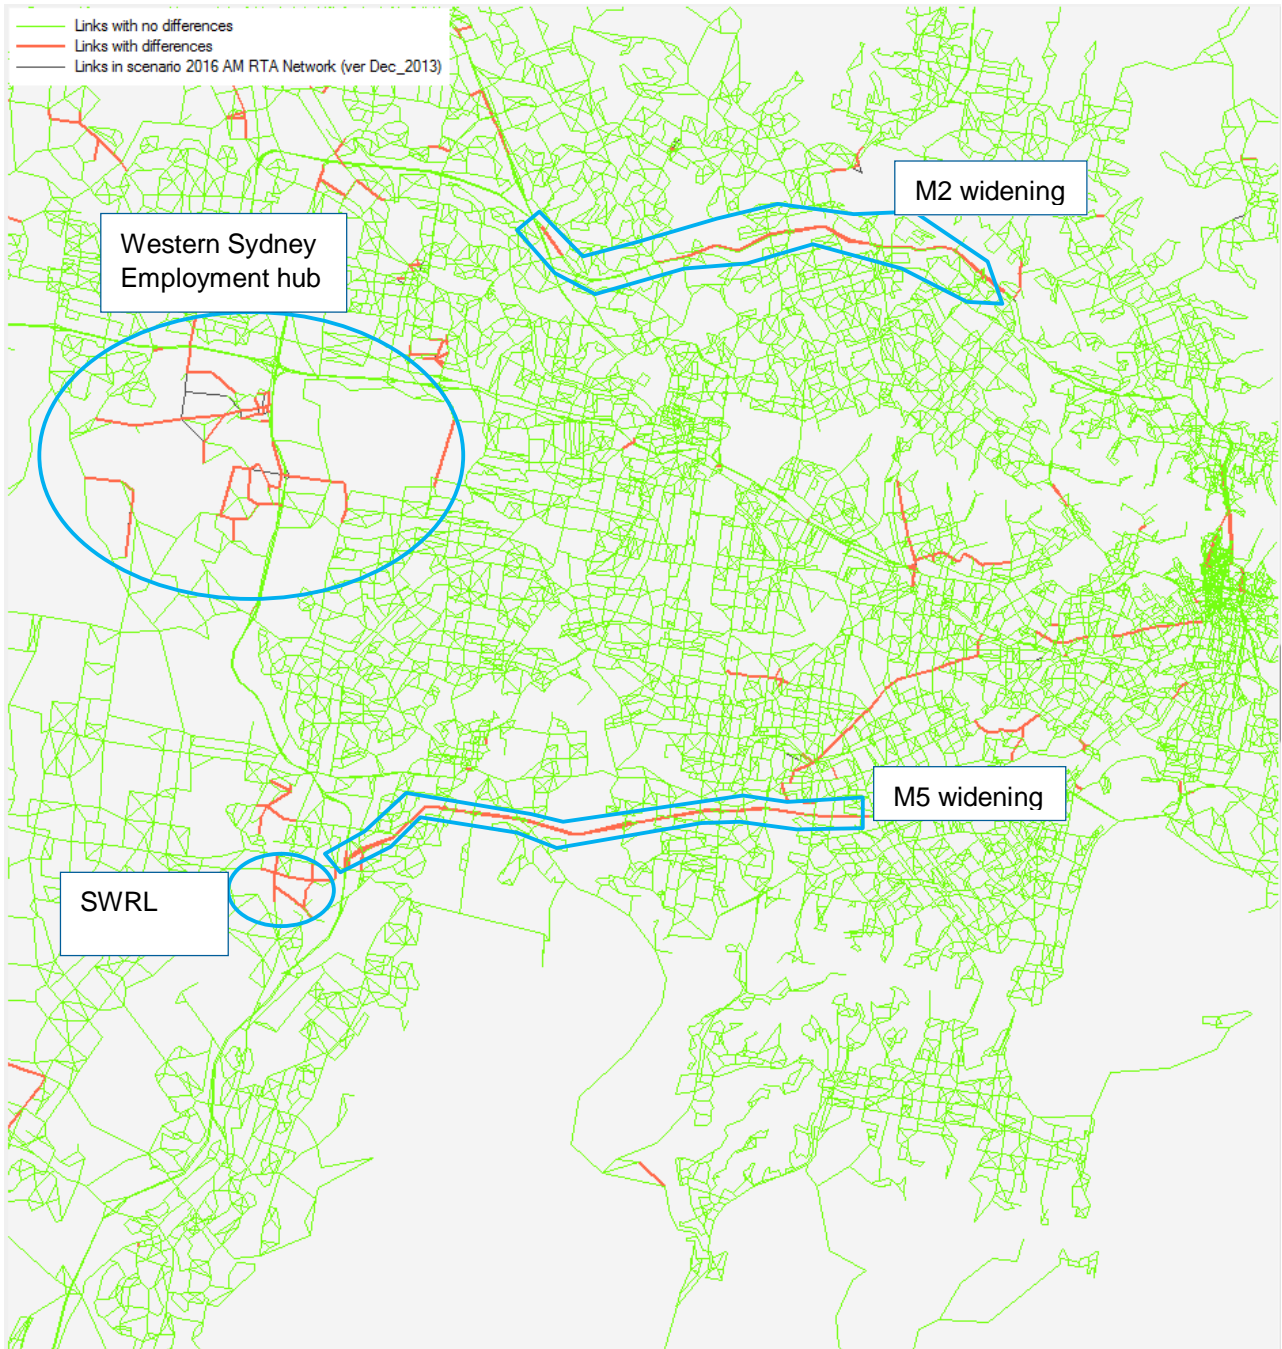 Links with no differences
Links with differences
Links in scenario 2016 AM RTA Network (ver Dec_2013)
M2 widening
Western Sydney
Employment hub
M5 widening
SWRL